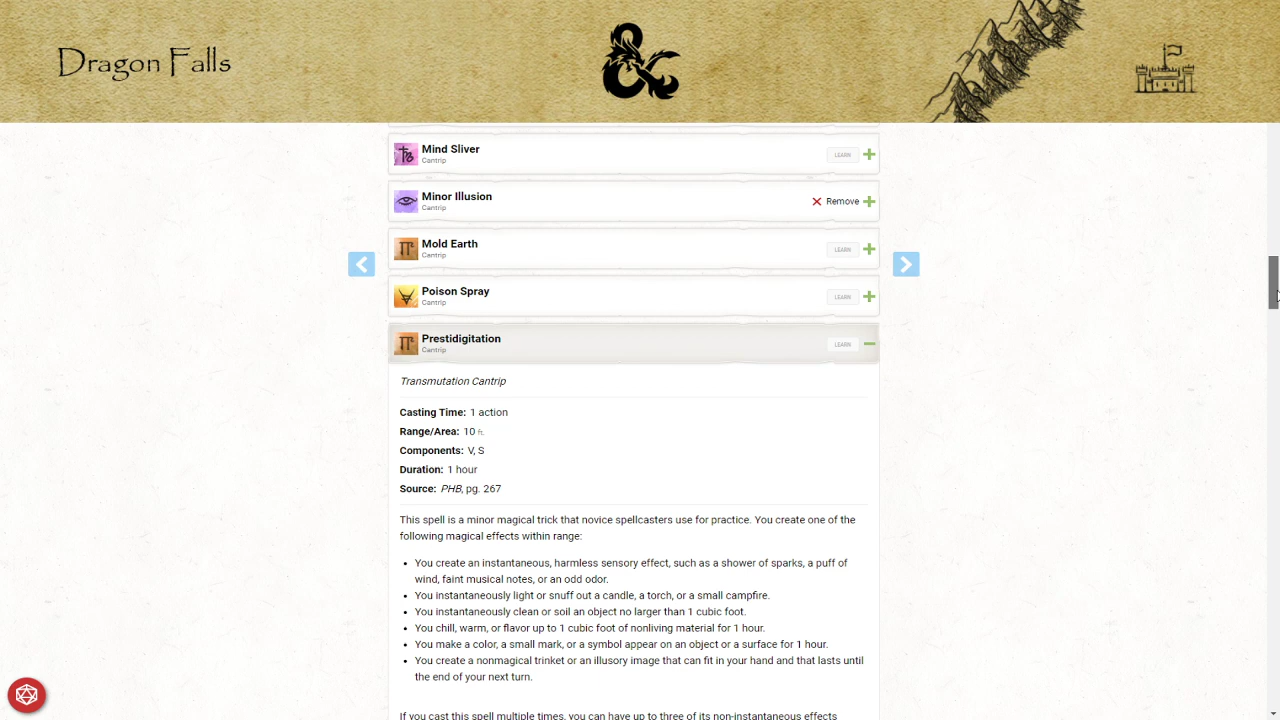 Dragon Falls
Mind Sliver
Cantrip
LEARN
Minor Illusion
Cantrip
Remove
Mold Earth
Cantrip
LEARN
Poison Spray
Cantrip
LEARN
Prestidigitation
Cantrip
LEARN
Transmutation Cantrip
Casting Time: 1 action
Range/Area: 10 ft.
Components: V, S
Duration: 1 hour
Source: PHB, pg. 267
This spell is a minor magical trick that novice spellcasters use for practice. You create one of the
following magical effects within range:
• You create an instantaneous, harmless sensory effect, such as a shower of sparks, a puff of
wind, faint musical notes, or an odd odor.
• You instantaneously light or snuff out a candle, a torch, or a small campfire.
• You instantaneously clean or soil an object no larger than 1 cubic foot.
• You chill, warm, or flavor up to 1 cubic foot of nonliving material for 1 hour.
• You make a color, a small mark, or a symbol appear on an object or a surface for 1 hour.
• You create a nonmagical trinket or an illusory image that can fit in your hand and that lasts until
the end of your next turn.
If you cast this spell multiple times, you can have up to three of its non-instantaneous effects